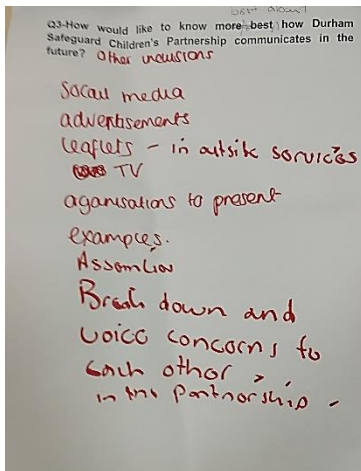 Q3-How would like to know more best how Durham
Safeguard Children's Partnership communicates in the
future? Other inclusions
Socail media
advertisements
leaflets - in outside services
TV
aganisations to present
examples.
Assemblies
Break down and
voice concerns to
each other
in the partnership